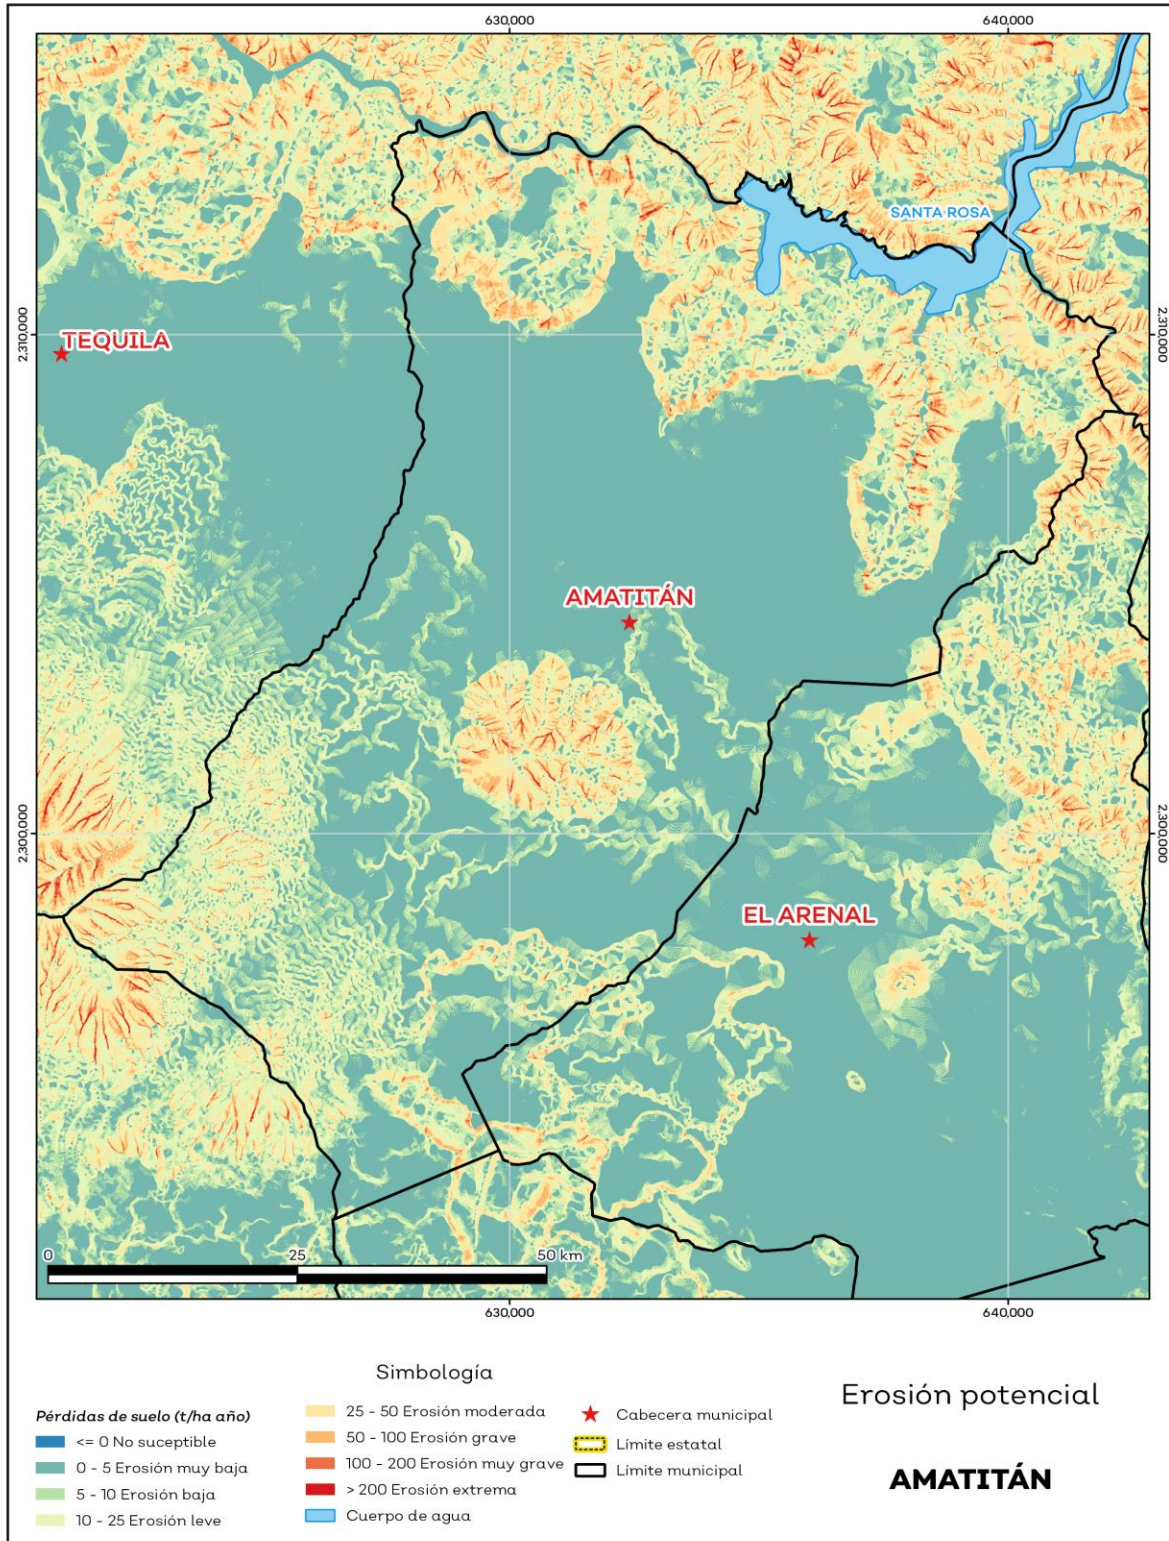 630,000
640,000
SANTA ROSA
2,310,000
2,310,000
TEQUILA
AMATITÁN
2,300,000
2,300,000
EL ARENAL
0
25
50 km
630,000
640,000
Simbología
Pérdidas de suelo (t/ha año)
<= 0 No suceptible
0 - 5 Erosión muy baja
5 - 10 Erosión baja
10 - 25 Erosión leve
25 - 50 Erosión moderada
50 - 100 Erosión grave
100 - 200 Erosión muy grave
> 200 Erosión extrema
Cuerpo de agua
Cabecera municipal
Límite estatal
Límite municipal
Erosión potencial
AMATITÁN